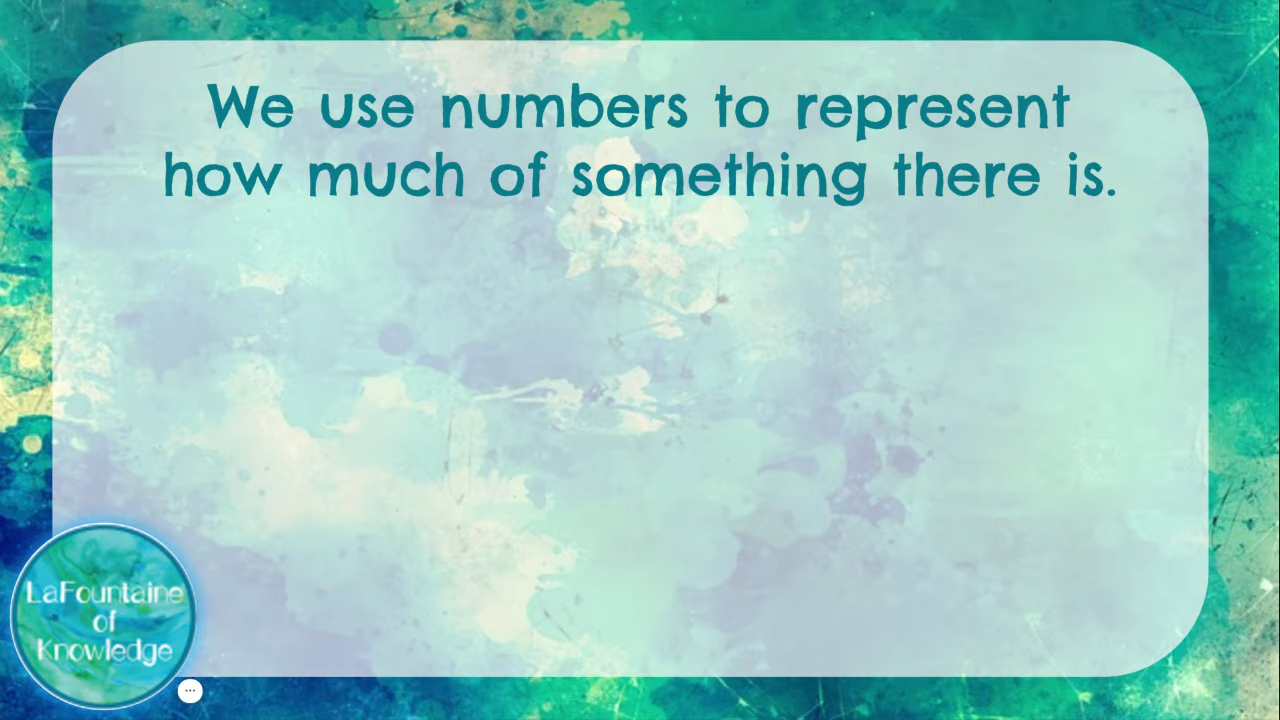 We use numbers to represent
how much of something there is.
LaFountaine
of
Knowledge